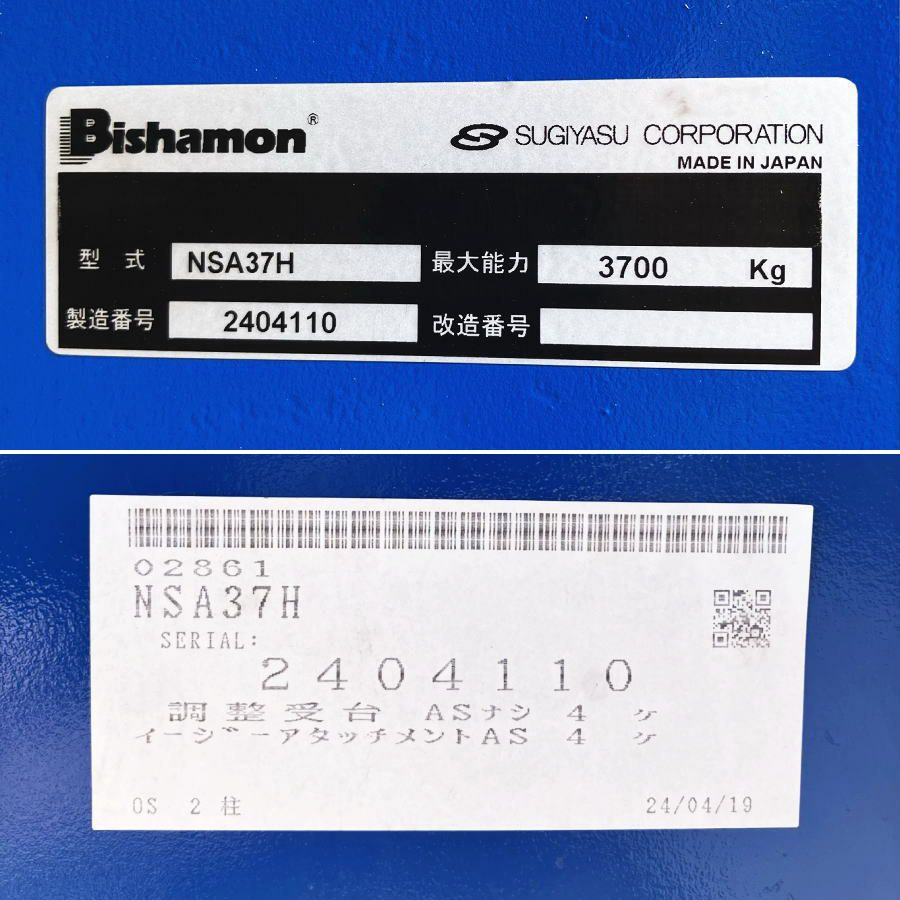 Bishamon®
SUGIYASU CORPORATION
MADE IN JAPAN
型 式 NSA37H 最大能力 3700 Kg
製造番号 2404110 改造番号
02861
NSA37H
SERIAL:
2404110
調整受台 ASナシ 4 ケ
イージーアタッチメントAS 4 ケ
OS 2 柱 24/04/19